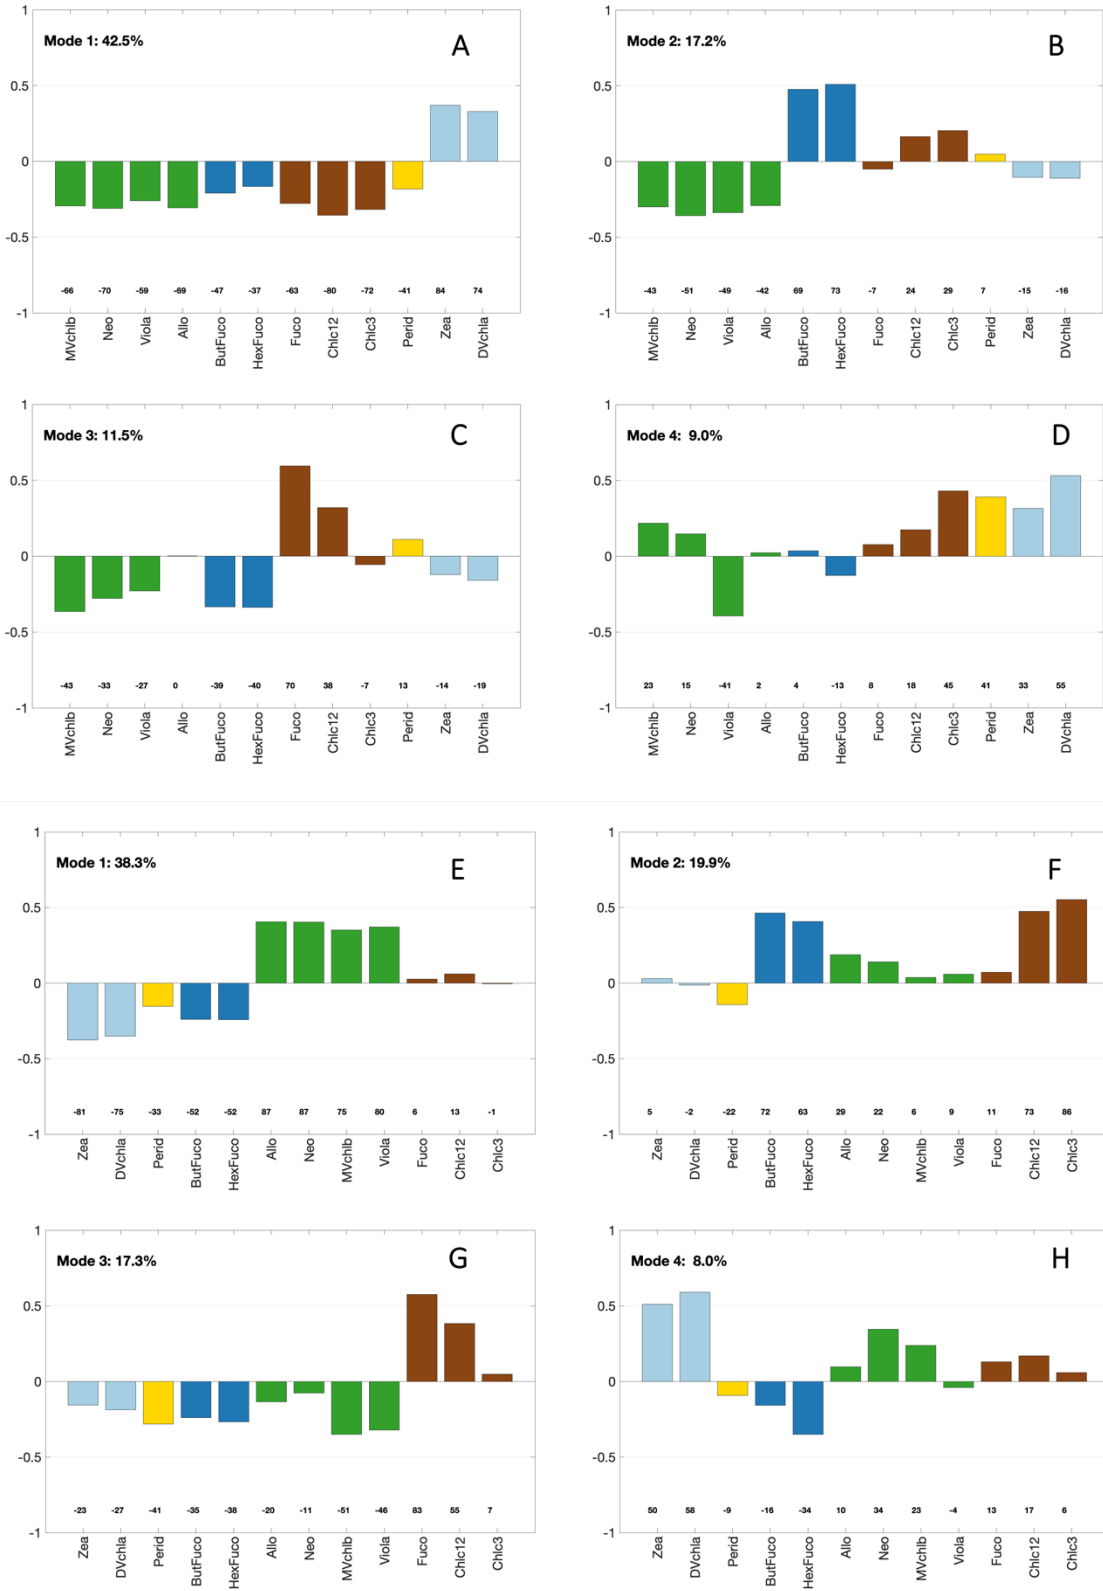 Mode 1: 42.5%
A
1
0.5
0
-0.5
-1
-66 -70 -59 -69 -47 -37 -63 -80 -72 -41 84 74
MVchlb Neo Viola Allo ButFuco HexFuco Fuco Chlc12 Chlc3 Perid Zea DVchla
Mode 2: 17.2%
B
1
0.5
0
-0.5
-1
-43 -51 -49 -42 69 73 -7 24 29 7 -15 -16
MVchlb Neo Viola Allo ButFuco HexFuco Fuco Chlc12 Chlc3 Perid Zea DVchla
Mode 3: 11.5%
C
1
0.5
0
-0.5
-1
-43 -33 -27 0 -39 -40 70 38 -7 13 -14 -19
MVchlb Neo Viola Allo ButFuco HexFuco Fuco Chlc12 Chlc3 Perid Zea DVchla
Mode 4: 9.0%
D
1
0.5
0
-0.5
-1
23 15 -41 2 4 -13 8 18 45 41 33 55
MVchlb Neo Viola Allo ButFuco HexFuco Fuco Chlc12 Chlc3 Perid Zea DVchla
Mode 1: 38.3%
E
1
0.5
0
-0.5
-1
-81 -75 -33 -52 -52 87 87 75 80 6 13 -1
Zea DVchla Perid ButFuco HexFuco Allo Neo MVchlb Viola Fuco Chlc12 Chlc3
Mode 2: 19.9%
F
1
0.5
0
-0.5
-1
5 -2 -22 72 63 29 22 6 9 11 73 86
Zea DVchla Perid ButFuco HexFuco Allo Neo MVchlb Viola Fuco Chlc12 Chlc3
Mode 3: 17.3%
G
1
0.5
0
-0.5
-1
-23 -27 -41 -35 -38 -20 -11 -51 -46 83 55 7
Zea DVchla Perid ButFuco HexFuco Allo Neo MVchlb Viola Fuco Chlc12 Chlc3
Mode 4: 8.0%
H
1
0.5
0
-0.5
-1
50 58 -9 -16 -34 10 34 23 -4 13 17 6
Zea DVchla Perid ButFuco HexFuco Allo Neo MVchlb Viola Fuco Chlc12 Chlc3